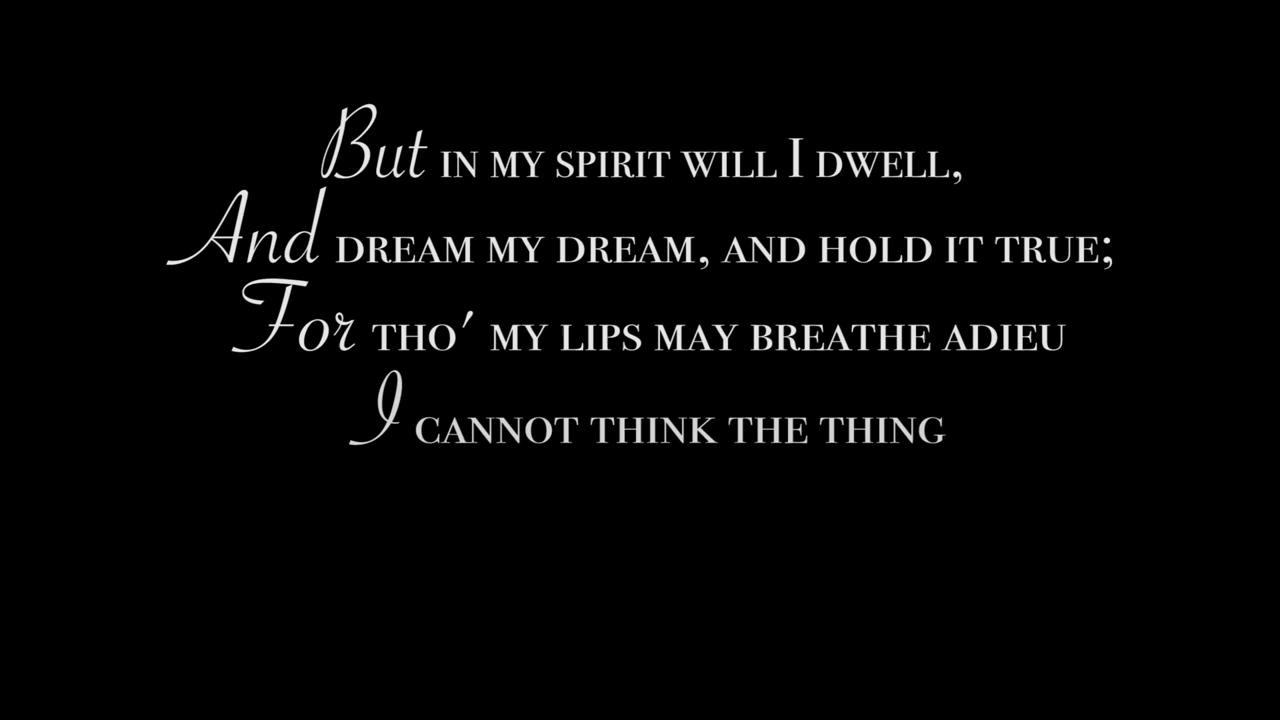 But in my spirit will I dwell,
And dream my dream, and hold it true;
For tho' my lips may breathe adieu
I cannot think the thing